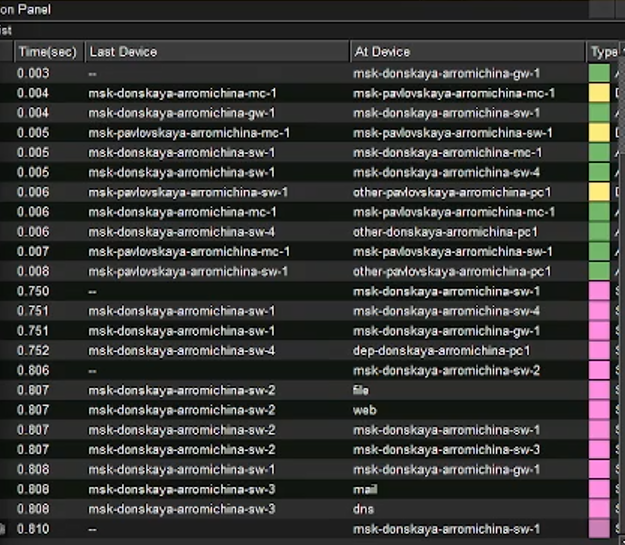 on Panel
ist
Time(sec) Last Device At Device Type
0.003 -- msk-donskaya-arromichina-gw-1
0.004 msk-donskaya-arromichina-mc-1 msk-pavlovskaya-arromichina-mc-1
0.004 msk-donskaya-arromichina-gw-1 msk-donskaya-arromichina-sw-1
0.005 msk-pavlovskaya-arromichina-mc-1 msk-pavlovskaya-arromichina-sw-1
0.005 msk-donskaya-arromichina-sw-1 msk-donskaya-arromichina-mc-1
0.005 msk-donskaya-arromichina-sw-1 msk-donskaya-arromichina-sw-4
0.006 msk-pavlovskaya-arromichina-sw-1 other-pavlovskaya-arromichina-pc1
0.006 msk-donskaya-arromichina-mc-1 msk-pavlovskaya-arromichina-mc-1
0.006 msk-donskaya-arromichina-sw-4 other-donskaya-arromichina-pc1
0.007 msk-pavlovskaya-arromichina-mc-1 msk-pavlovskaya-arromichina-sw-1
0.008 msk-pavlovskaya-arromichina-sw-1 other-pavlovskaya-arromichina-pc1
0.750 -- msk-donskaya-arromichina-sw-1
0.751 msk-donskaya-arromichina-sw-1 msk-donskaya-arromichina-sw-4
0.751 msk-donskaya-arromichina-sw-1 msk-donskaya-arromichina-gw-1
0.752 msk-donskaya-arromichina-sw-4 dep-donskaya-arromichina-pc1
0.806 -- msk-donskaya-arromichina-sw-2
0.807 msk-donskaya-arromichina-sw-2 file
0.807 msk-donskaya-arromichina-sw-2 web
0.807 msk-donskaya-arromichina-sw-2 msk-donskaya-arromichina-sw-1
0.807 msk-donskaya-arromichina-sw-2 msk-donskaya-arromichina-sw-3
0.808 msk-donskaya-arromichina-sw-1 msk-donskaya-arromichina-gw-1
0.808 msk-donskaya-arromichina-sw-3 mail
0.808 msk-donskaya-arromichina-sw-3 dns
0.810 -- msk-donskaya-arromichina-sw-1